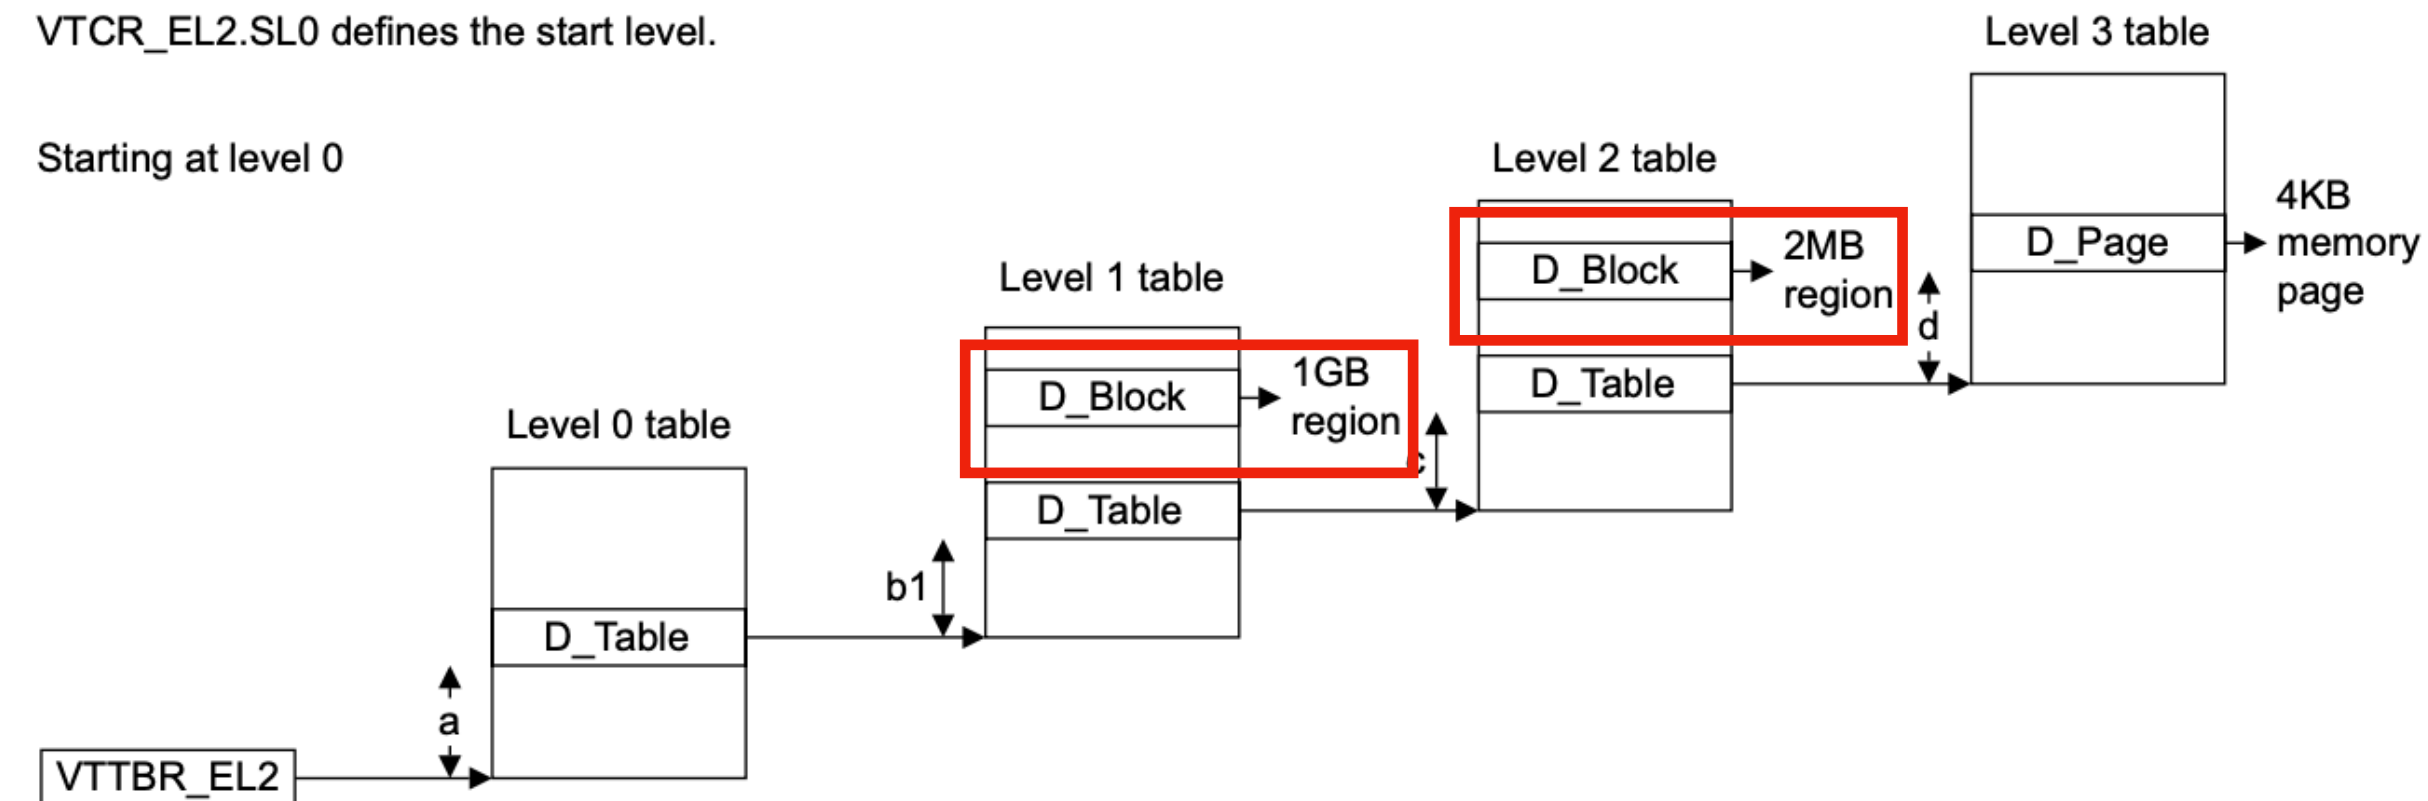 VTCR_EL2.SL0 defines the start level.
Starting at level 0
Level 3 table
Level 2 table
Level 1 table
Level 0 table
D_Page
4KB
memory
page
D_Block
2MB
region
D_Table
d
D_Block
1GB
region
D_Table
c
D_Table
b1
a
VTTBR_EL2